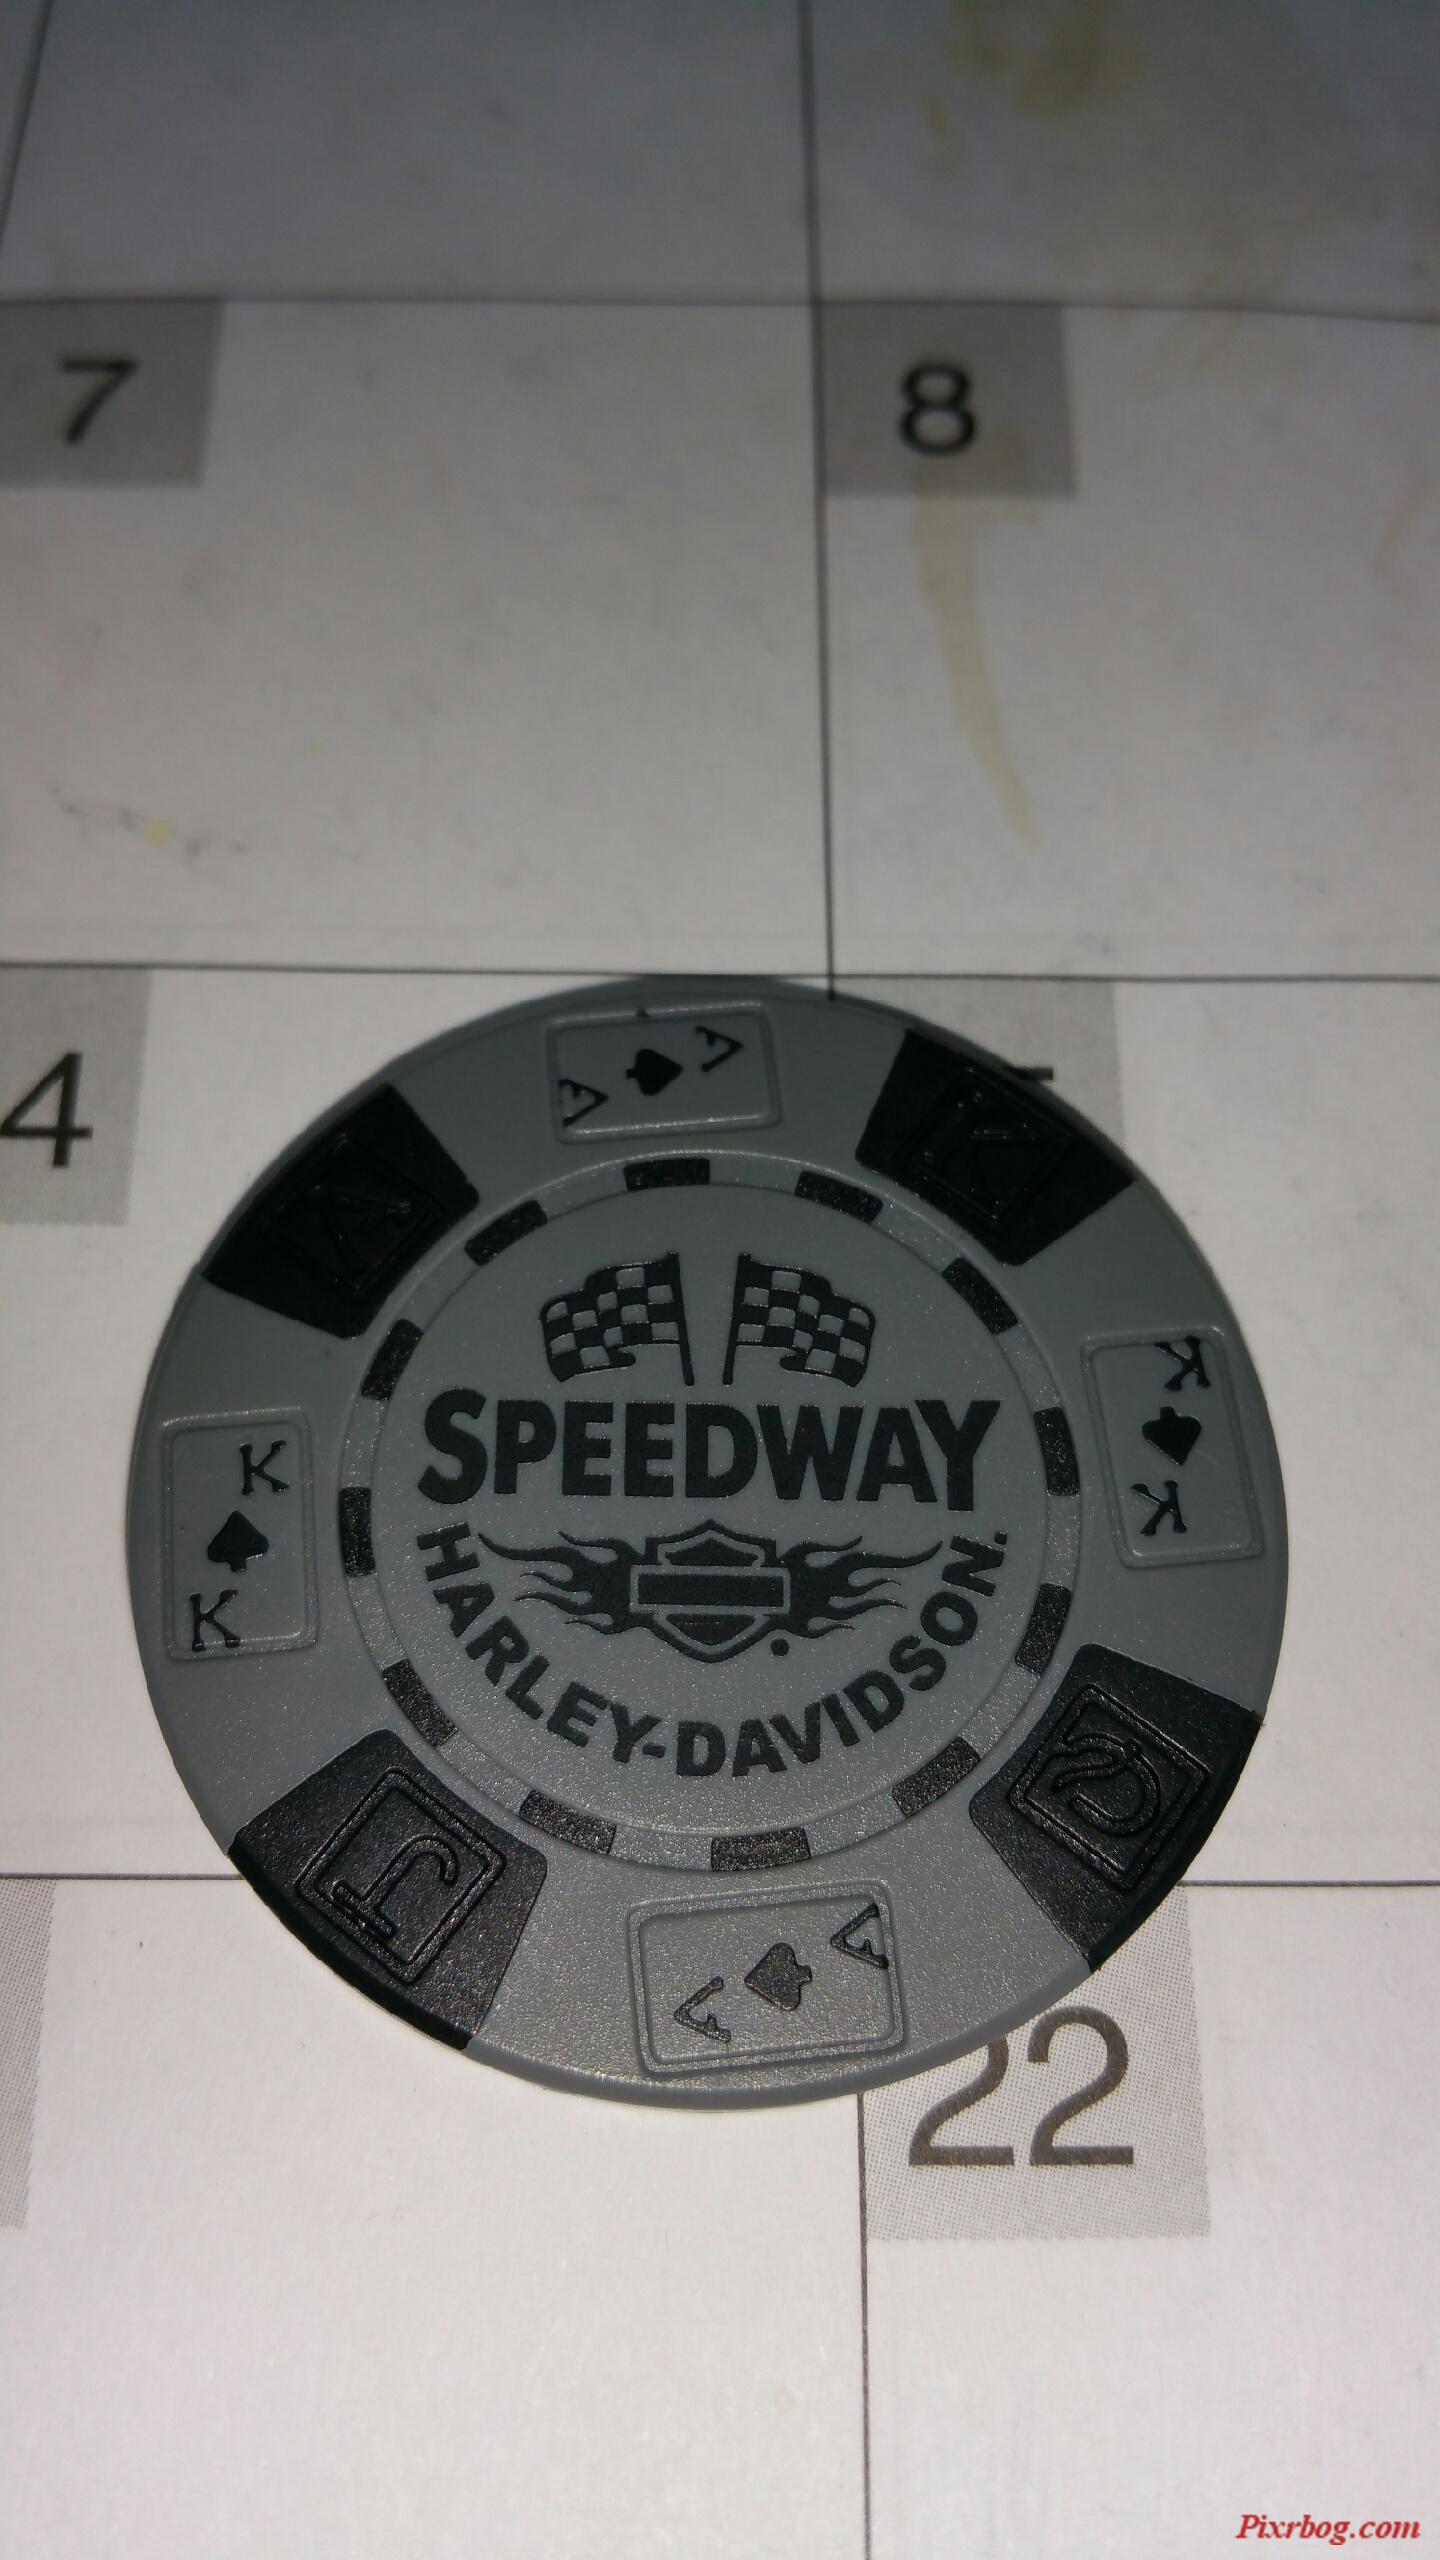 7
8
4
A
A
A
K
K
K
K
K
SPEEDWAY
HARLEY-DAVIDSON.
J
Q
A
A
22
Pixrbog.com